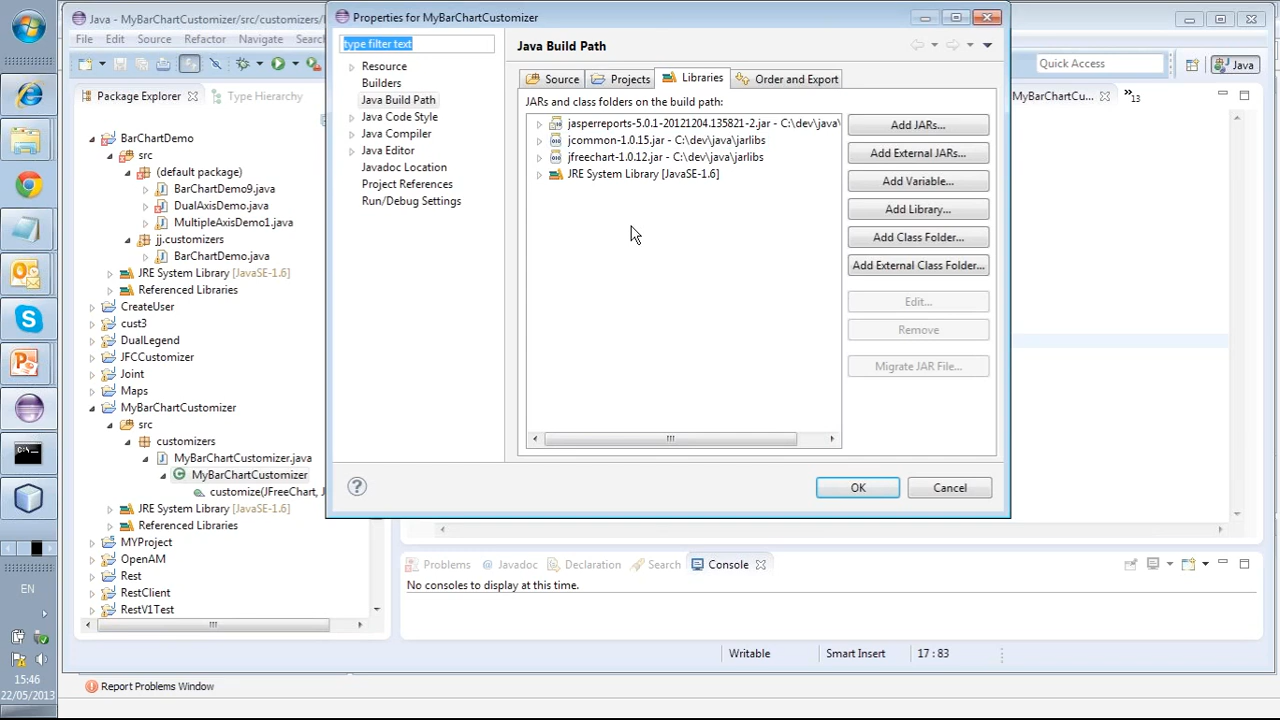 Java - MyBarChartCustomizer/src/customizers/
File Edit Source Refactor Navigate Searc
Quick Access
Java
Package Explorer
Type Hierarchy
BarChartDemo
src
(default package)
BarChartDemo9.java
DualAxisDemo.java
MultipleAxisDemo1.java
jj.customizers
BarChartDemo.java
JRE System Library [JavaSE-1.6]
Referenced Libraries
CreateUser
cust3
DualLegend
JFCCustomizer
Joint
Maps
MyBarChartCustomizer
src
customizers
MyBarChartCustomizer.java
MyBarChartCustomizer
customize(JFreeChart, J
JRE System Library [JavaSE-1.6]
Referenced Libraries
MYProject
OpenAM
Rest
RestClient
RestV1Test
Properties for MyBarChartCustomizer
type filter text
Resource
Builders
Java Build Path
Java Code Style
Java Compiler
Java Editor
Javadoc Location
Project References
Run/Debug Settings
Java Build Path
Source Projects Libraries Order and Export
JARs and class folders on the build path:
jasperreports-5.0.1-20121204.135821-2.jar - C:\dev\java\
jcommon-1.0.15.jar - C:\dev\java\jarlibs
jfreechart-1.0.12.jar - C:\dev\java\jarlibs
JRE System Library [JavaSE-1.6]
Add JARs...
Add External JARs...
Add Variable...
Add Library...
Add Class Folder...
Add External Class Folder...
Edit...
Remove
Migrate JAR File...
OK Cancel
MyBarChartCu...
»13
Problems @ Javadoc Declaration Search Console
No consoles to display at this time.
Writable Smart Insert 17 : 83
Report Problems Window
EN
15:46
22/05/2013